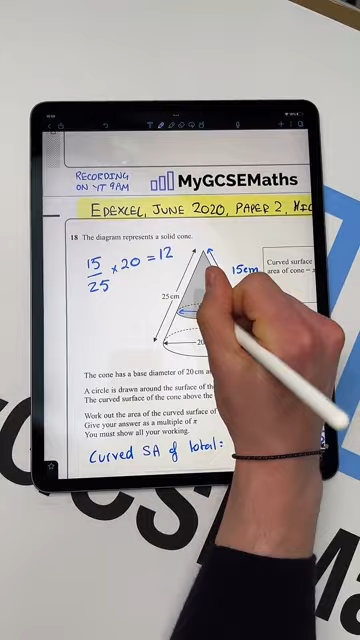 RECORDING
ON YT 9AM
MyGCSEMaths
EDEXCEL, JUNE 2020, PAPER 2,
18 The diagram represents a solid cone.
15/25 × 20 = 12
15cm
Curved surface
area of cone =
25 cm
20
The cone has a base diameter of 20 cm a
A circle is drawn around the surface of the
The curved surface of the cone above the
Work out the area of the curved surface of
Give your answer as a multiple of π
You must show all your working.
Curved SA of total: